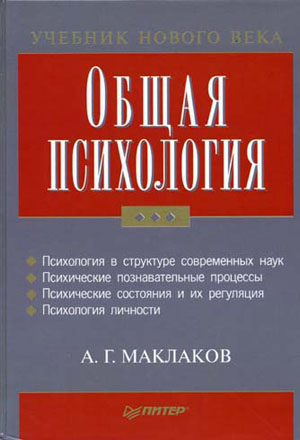 УЧЕБНИК НОВОГО ВЕКА
ОБЩАЯ
ПСИХОЛОГИЯ
Психология в структуре современных наук
Психические познавательные процессы
Психические состояния и их регуляция
Психология личности
А. Г. МАКЛАКОВ
ПИТЕР